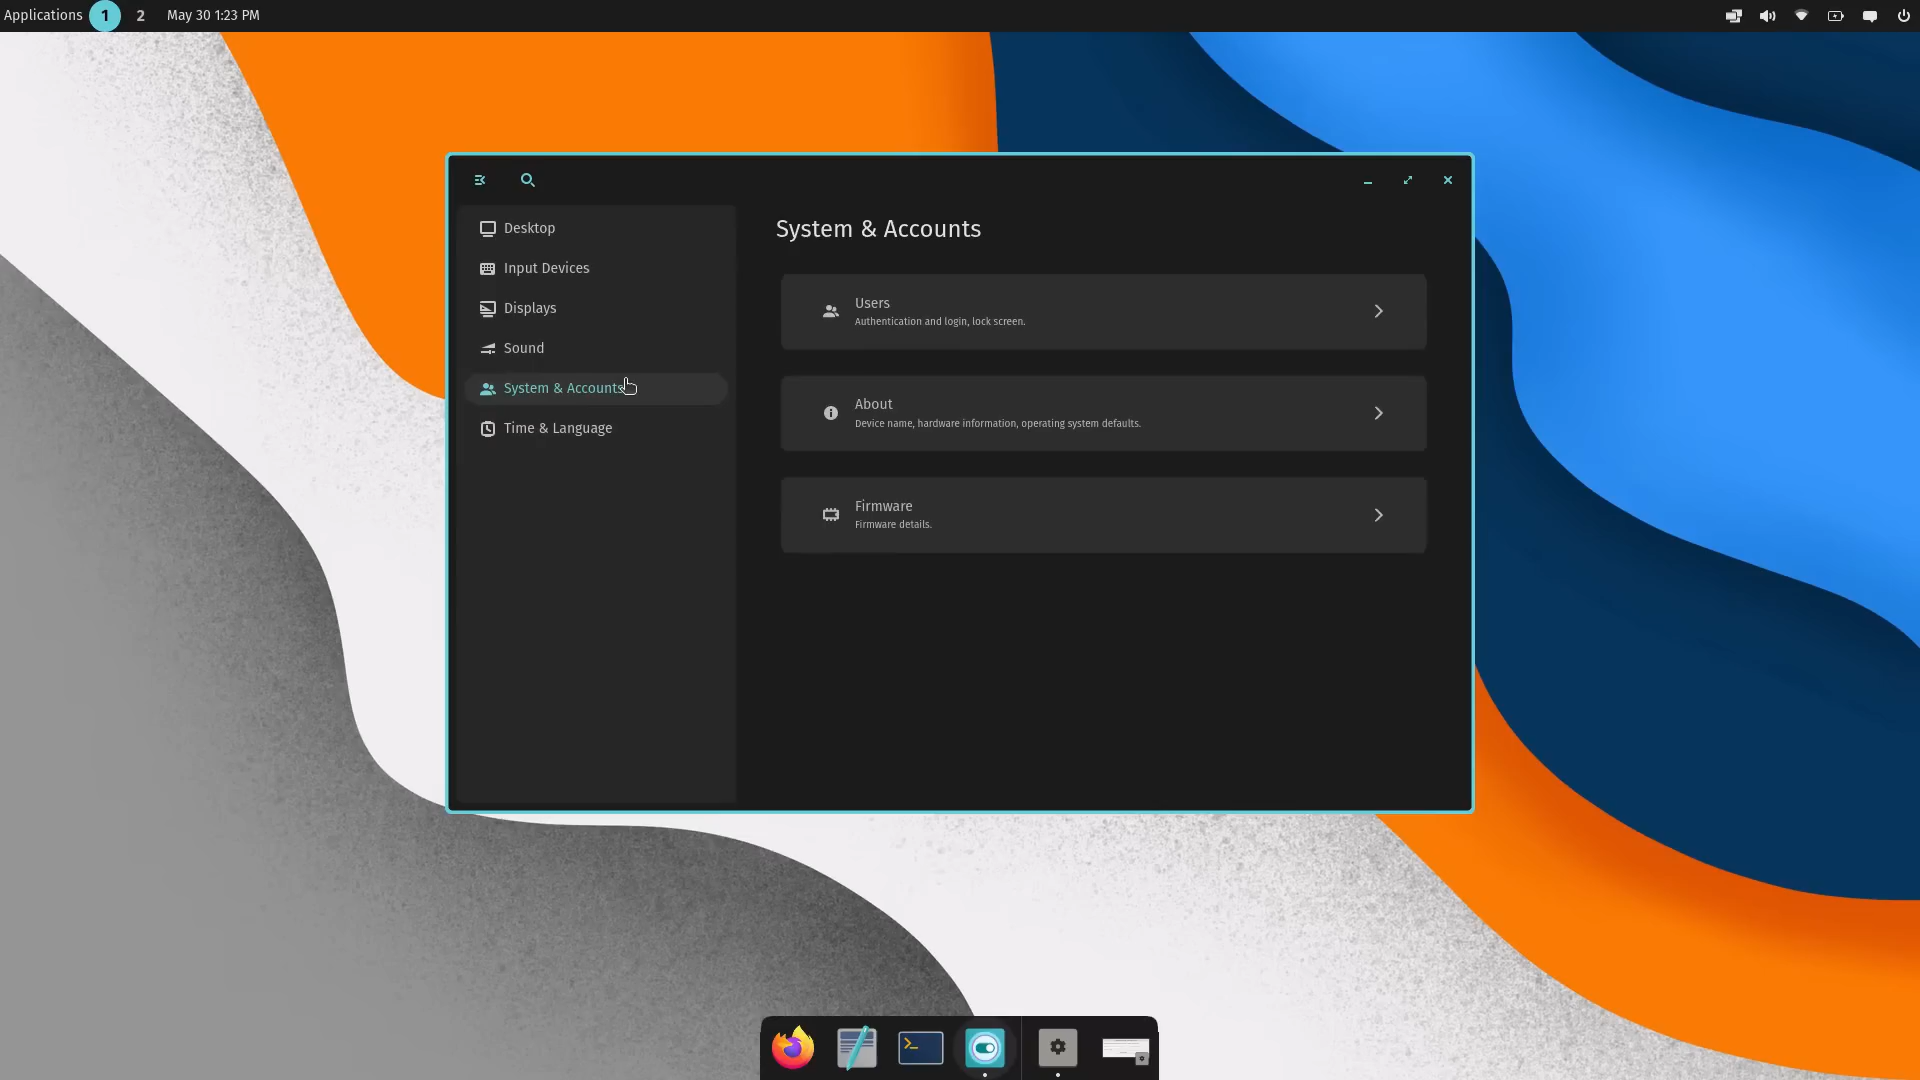 Applications 1 2 May 30 1:23 PM
Desktop
Input Devices
Displays
Sound
System & Accounts
Time & Language
System & Accounts
Users
Authentication and login, lock screen.
About
Device name, hardware information, operating system defaults.
Firmware
Firmware details.